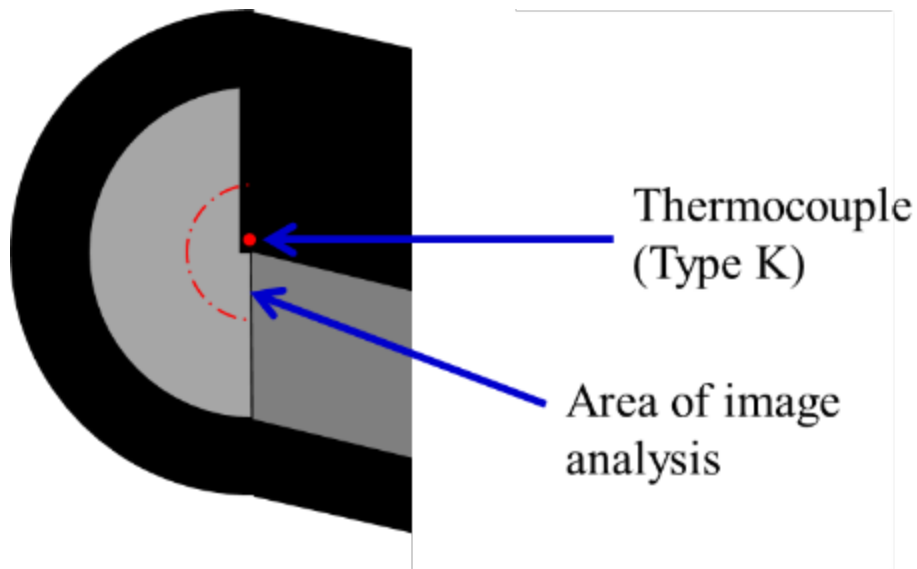 Thermocouple
(Type K)
Area of image
analysis